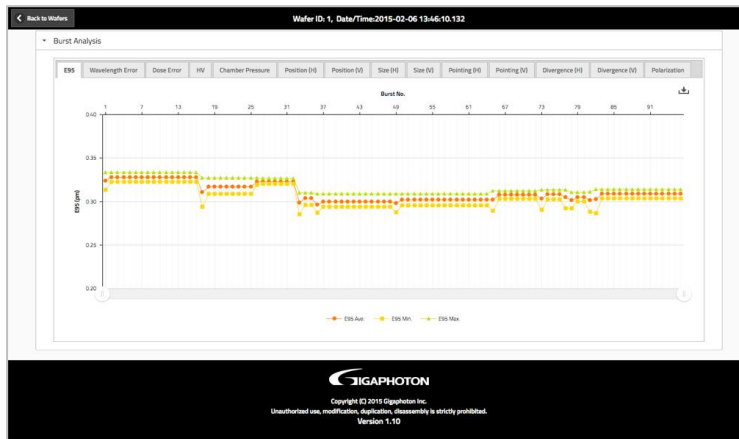 Back to Wafers
Wafer ID: 1, Date/Time:2015-02-06 13:46:10.132
Burst Analysis
E95 Wavelength Error Dose Error HV Chamber Pressure Position (H) Position (V) Size (H) Size (V) Pointing (H) Pointing (V) Divergence (H) Divergence (V) Polarization
Burst No.
1 7 13 19 25 31 37 43 49 55 61 67 73 79 85 91
0.40
0.35
0.30
0.25
0.20
E95 (pm)
E95 Ave. E95 Min. E95 Max.
GIGAPHOTON
Copyright (C) 2015 Gigaphoton Inc.
Unauthorized use, modification, duplication, disassembly is strictly prohibited.
Version 1.10